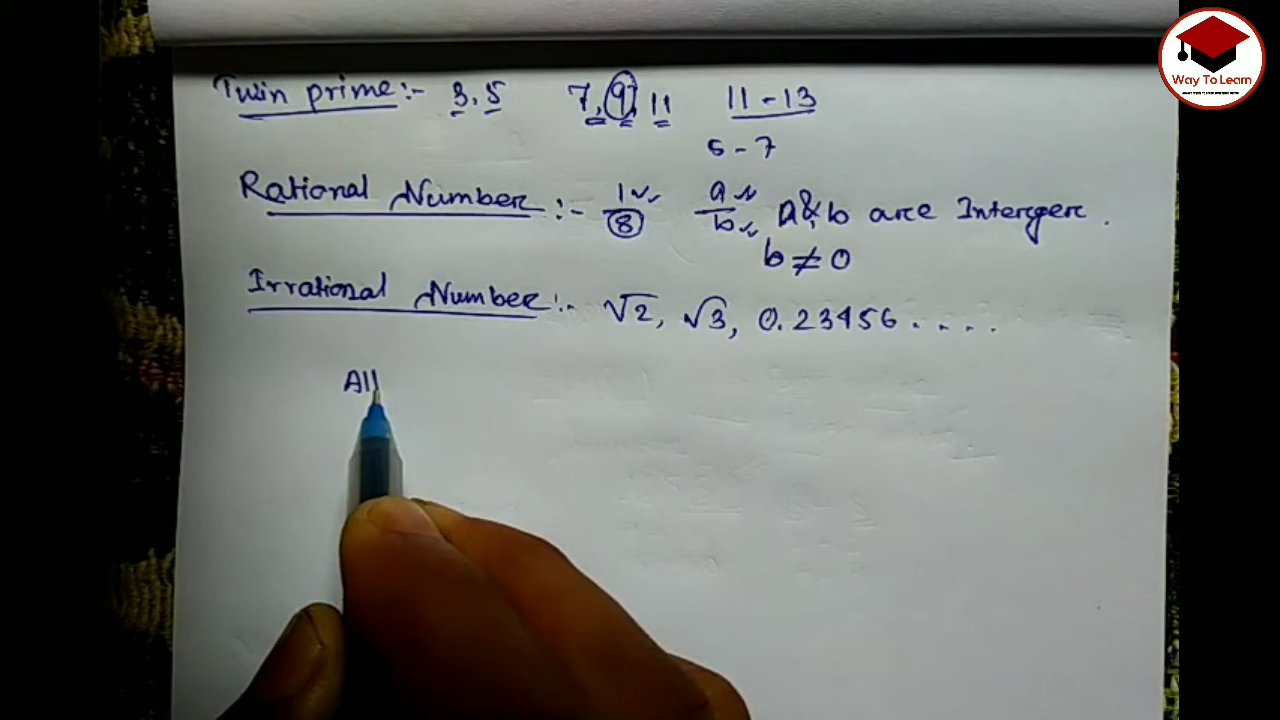 Twin prime:- 3,5 7,9,11 11-13
5-7
Rational Number:- 1/8 a/b a & b are Interger.
b≠0
Irrational Number:- √2, √3, 0.23456....
All
Way To Learn